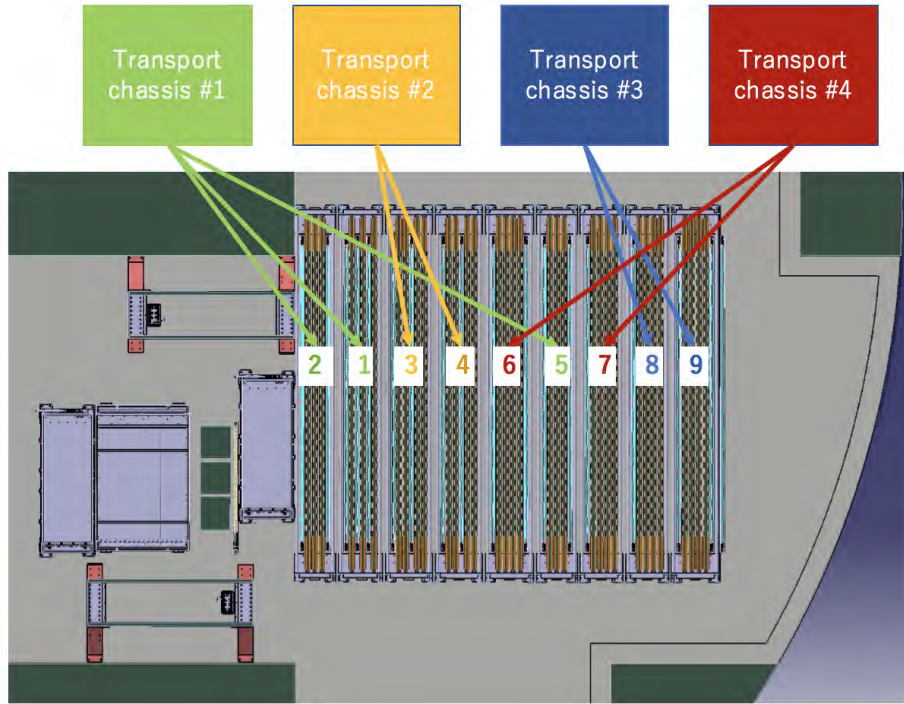 Transport
chassis #1
Transport
chassis #2
Transport
chassis #3
Transport
chassis #4
2 1 3 4 6 5 7 8 9